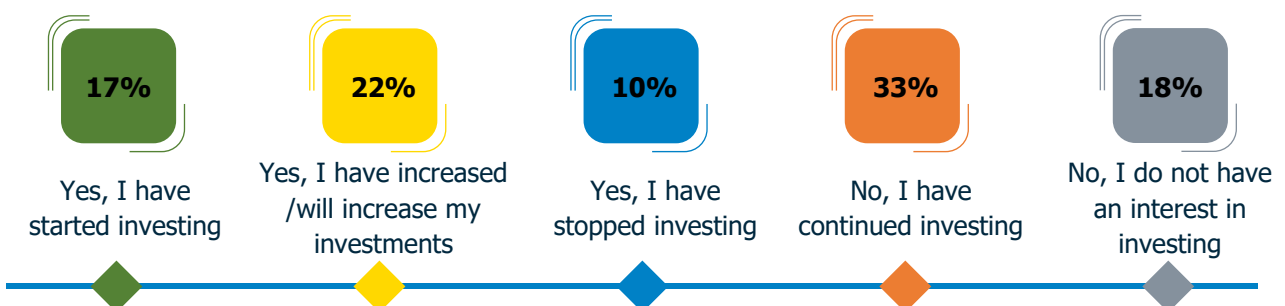 17%
22%
10%
33%
18%
Yes, I have
started investing
Yes, I have increased
/will increase my
investments
Yes, I have
stopped investing
No, I have
continued investing
No, I do not have
an interest in
investing